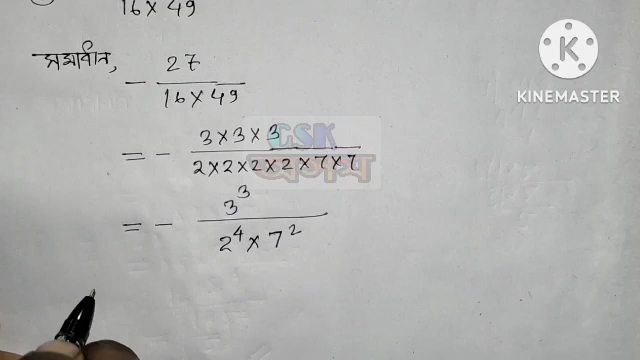 16 × 49
সমাধান,
- 27 / 16 × 49
= - 3 × 3 × 3 / 2 × 2 × 2 × 2 × 7 × 7
= - 3³ / 2⁴ × 7²
KINEMASTER
CSK